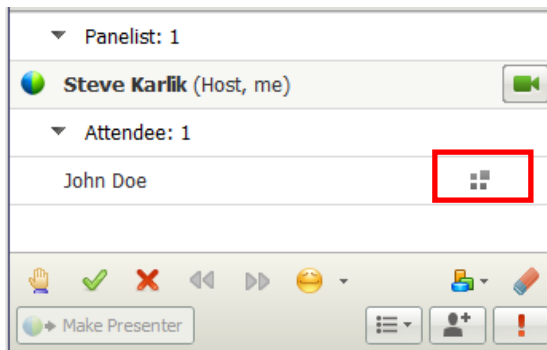 Panelist: 1
Steve Karlik (Host, me)
Attendee: 1
John Doe
Make Presenter